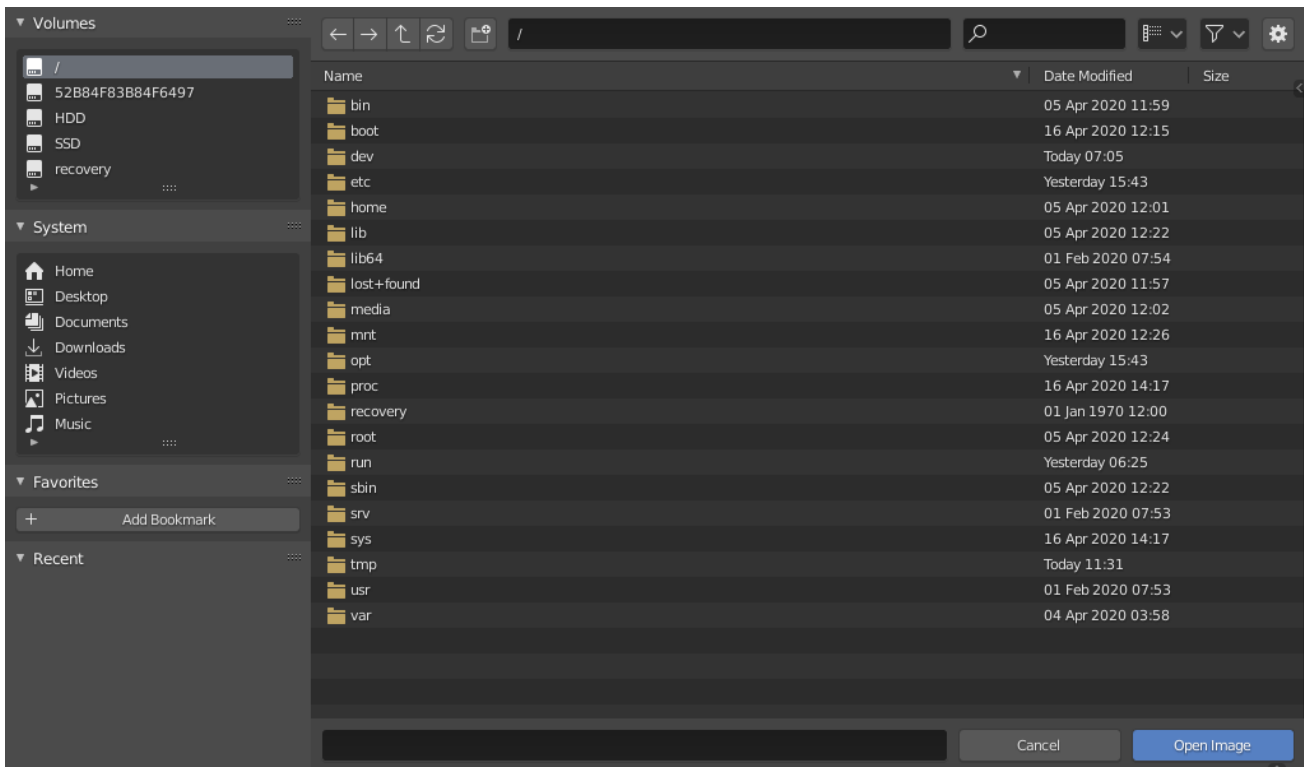 Volumes
/
52B84F83B84F6497
HDD
SSD
recovery
System
Home
Desktop
Documents
Downloads
Videos
Pictures
Music
Favorites
Add Bookmark
Recent
/
Name Date Modified Size
bin 05 Apr 2020 11:59
boot 16 Apr 2020 12:15
dev Today 07:05
etc Yesterday 15:43
home 05 Apr 2020 12:01
lib 05 Apr 2020 12:22
lib64 01 Feb 2020 07:54
lost+found 05 Apr 2020 11:57
media 05 Apr 2020 12:02
mnt 16 Apr 2020 12:26
opt Yesterday 15:43
proc 16 Apr 2020 14:17
recovery 01 Jan 1970 12:00
root 05 Apr 2020 12:24
run Yesterday 06:25
sbin 05 Apr 2020 12:22
srv 01 Feb 2020 07:53
sys 16 Apr 2020 14:17
tmp Today 11:31
usr 01 Feb 2020 07:53
var 04 Apr 2020 03:58
Cancel Open Image